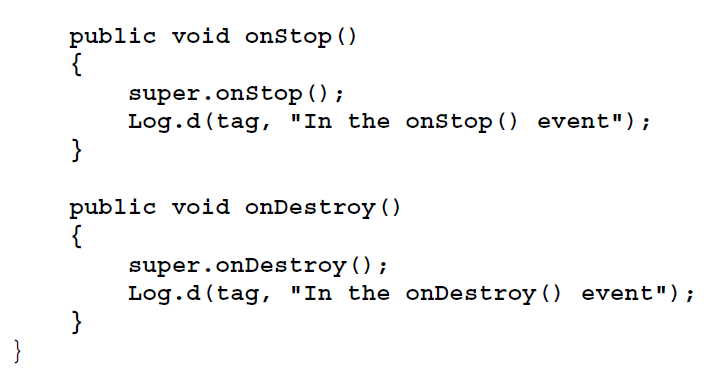 public void onStop()
{
super.onStop();
Log.d(tag, "In the onStop() event");
}
public void onDestroy()
{
super.onDestroy();
Log.d(tag, "In the onDestroy() event");
}
}